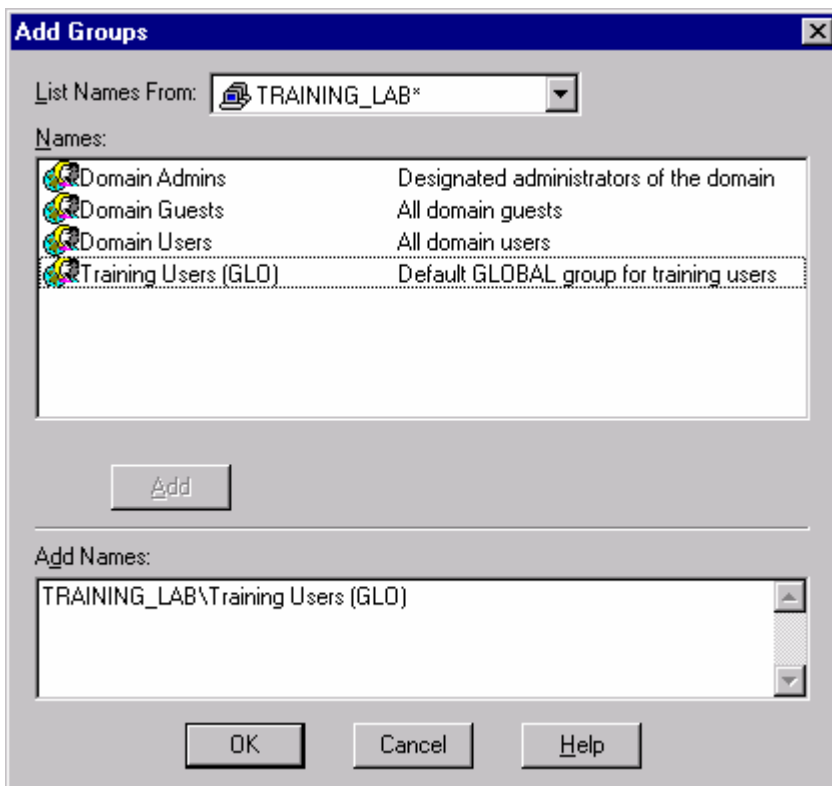 Add Groups
List Names From: TRAINING_LAB*
Names:
Domain Admins Designated administrators of the domain
Domain Guests All domain guests
Domain Users All domain users
Training Users (GLO) Default GLOBAL group for training users
Add
Add Names:
TRAINING_LAB\Training Users (GLO)
OK Cancel Help